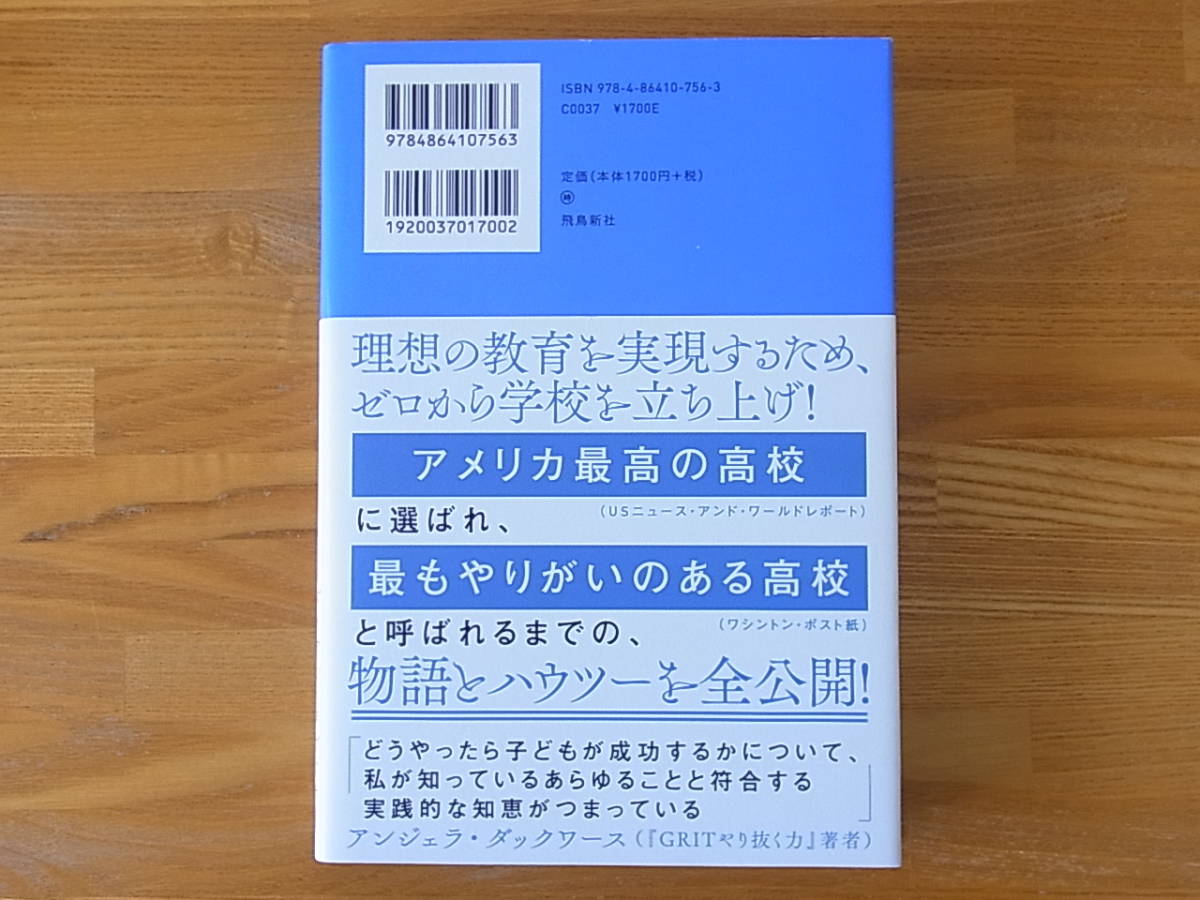 ISBN 978-4-86410-756-3
C0037 ¥1700E
9784864107563
定価(本体1700円+税)
時
飛鳥新社
1920037017002
理想の教育を実現するため、
ゼロから学校を立ち上げ!
アメリカ最高の高校
に選ばれ、 (USニュース・アンド・ワールドレポート)
最もやりがいのある高校
と呼ばれるまでの、 (ワシントン・ポスト紙)
物語とハウツーを全公開!
「どうやったら子どもが成功するかについて、
私が知っているあらゆることと符合する
実践的な知恵がつまっている」
アンジェラ・ダックワース(『GRITやり抜く力』著者)